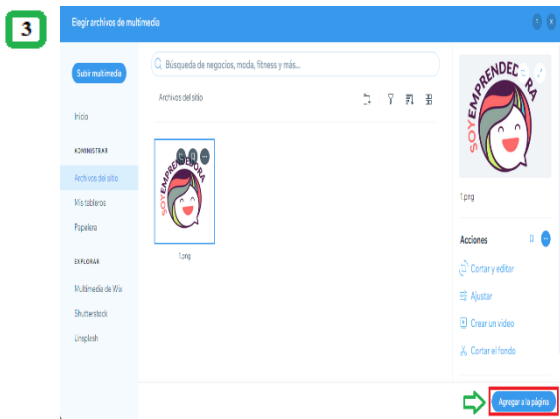 3
Elegir archivos de multimedia
? ×
Subir multimedia
Búsqueda de negocios, moda, fitness y más...
Archivos del sitio
Inicio
ADMINISTRAR
Archivos del sitio
Mis tableros
Papelera
EXPLORAR
Multimedia de Wix
Shutterstock
Unsplash
SOYEMPRENDEDORA
1.png
SOYEMPRENDEDORA
1.png
Acciones
Cortar y editar
Ajustar
Crear un video
Cortar el fondo
Agregar a la página